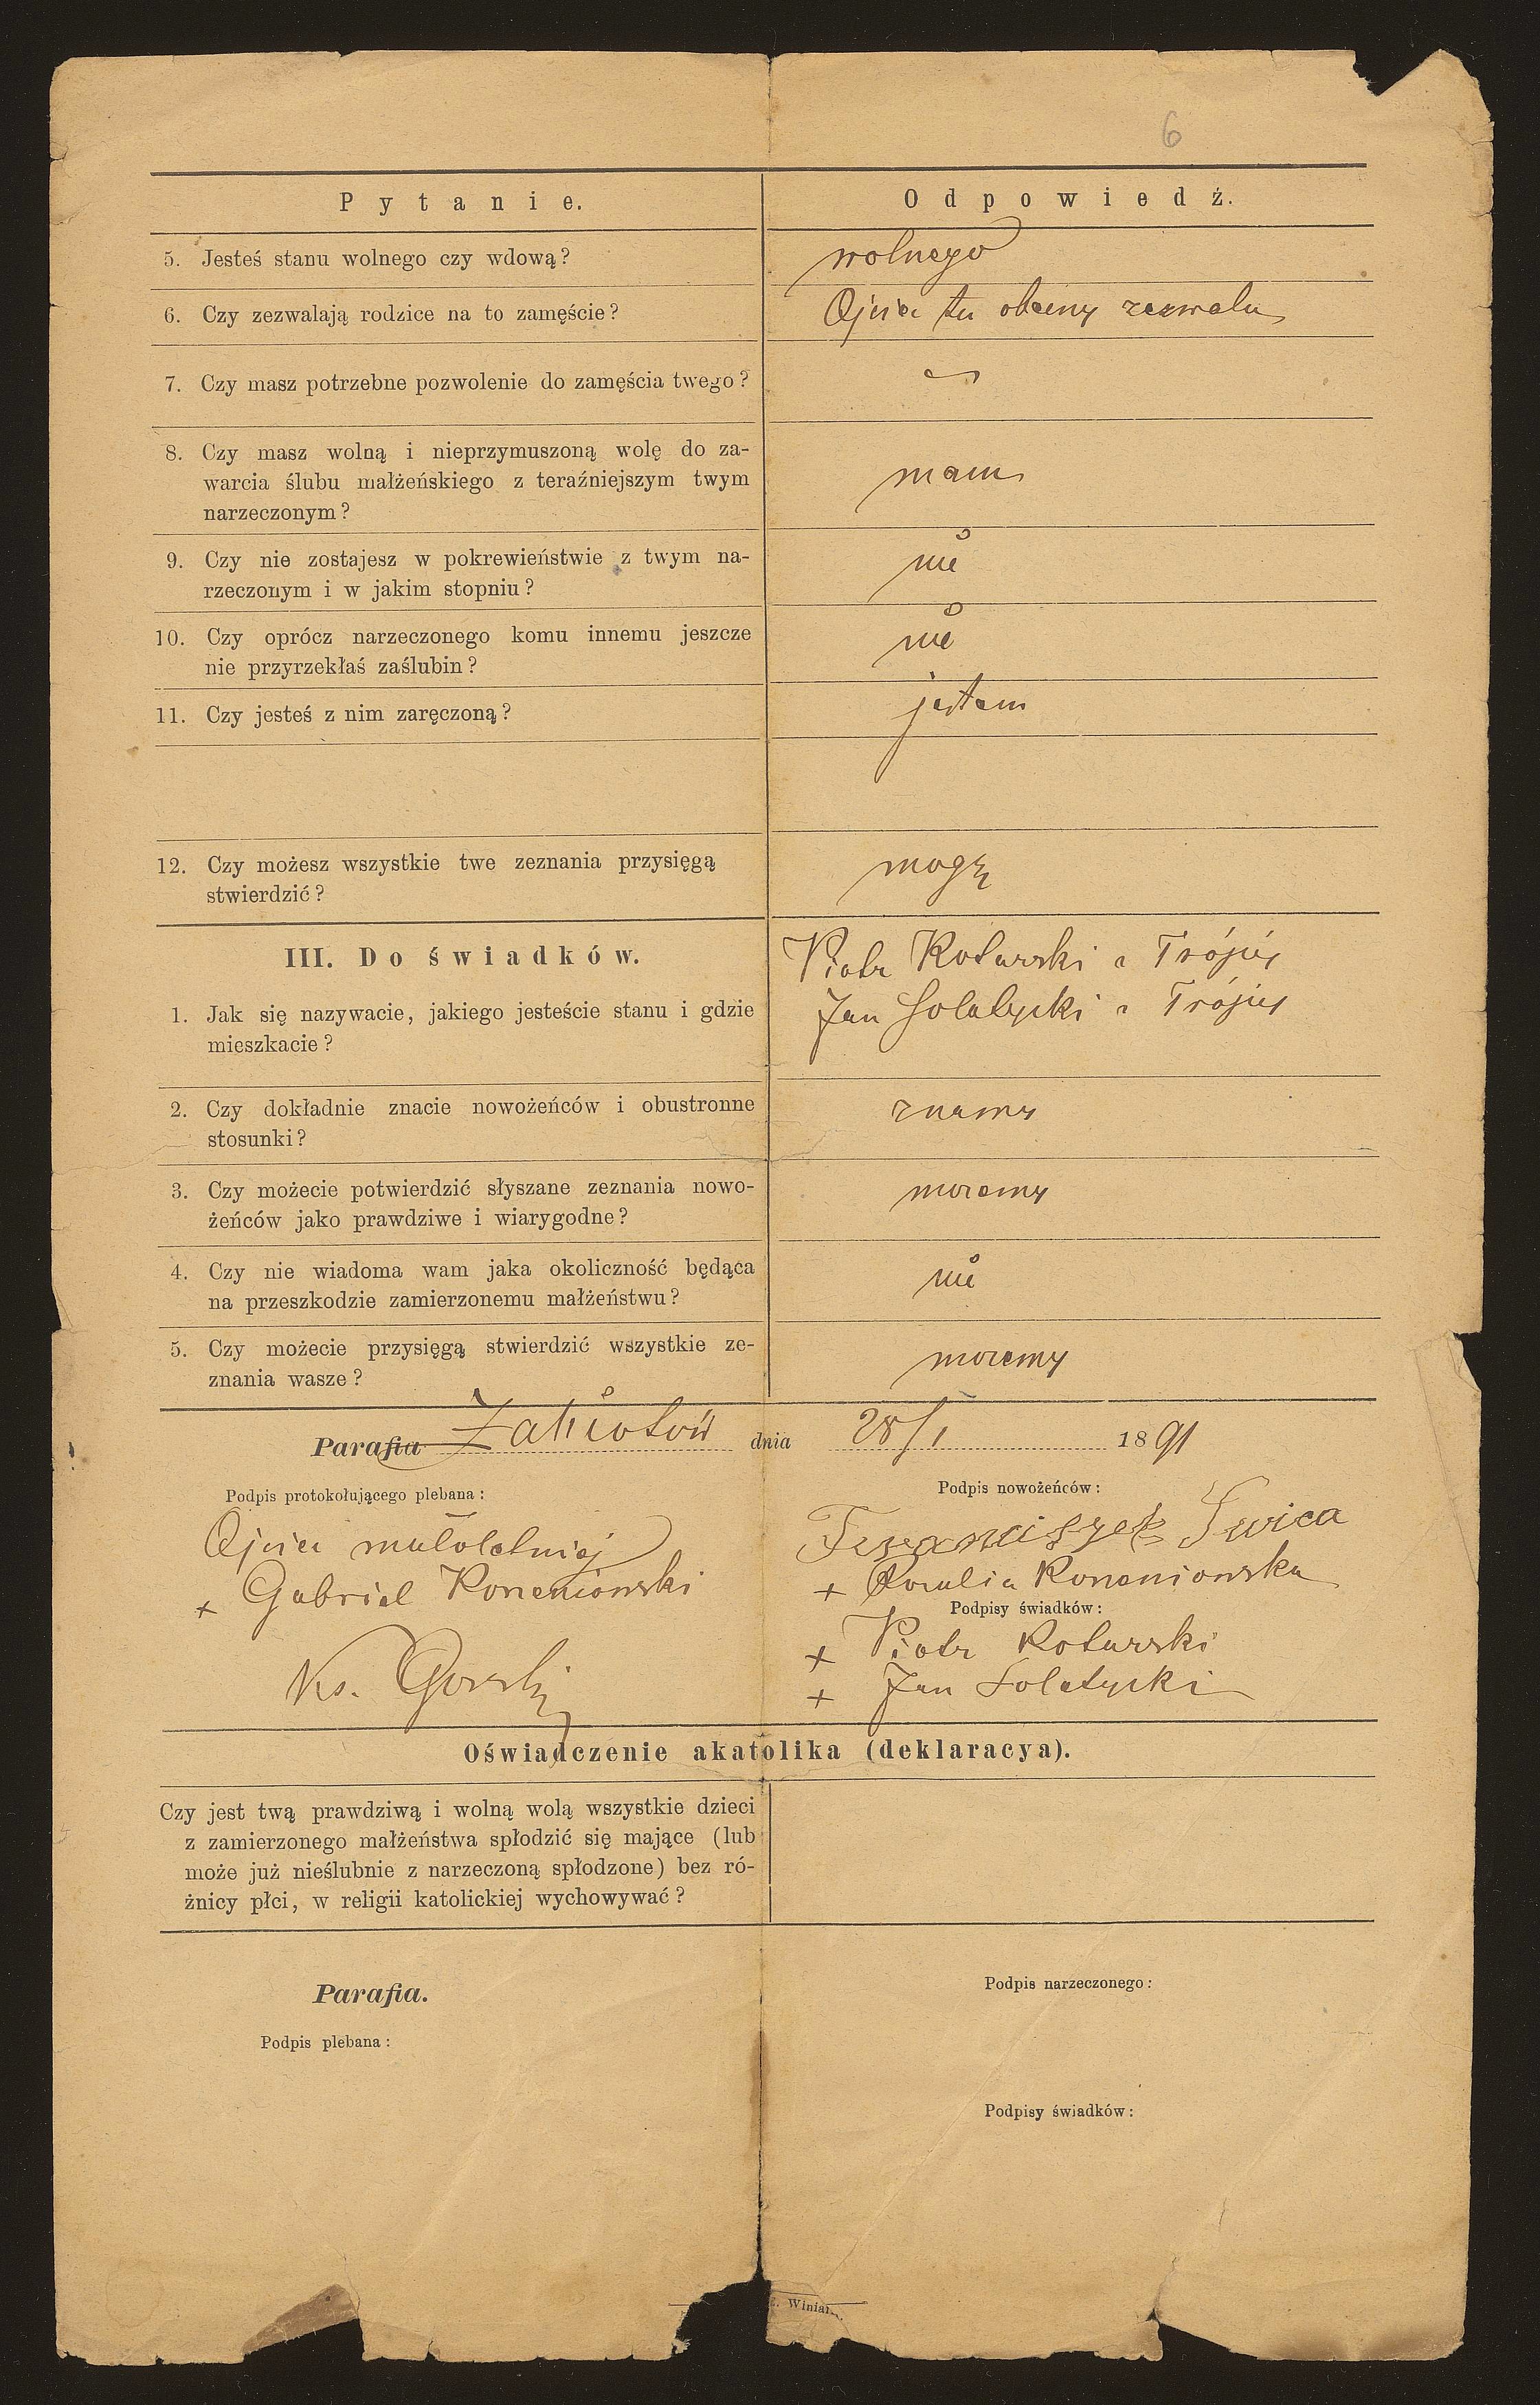 6
Pytanie.
Odpowiedź.
5. Jesteś stanu wolnego czy wdową?
wolnego
6. Czy zezwalają rodzice na to zamęście?
Ojciec tu obecny zezwala
7. Czy masz potrzebne pozwolenie do zamęścia twego?
8. Czy masz wolną i nieprzymuszoną wolę do za-
warcia ślubu małżeńskiego z teraźniejszym twym
narzeczonym?
mam
9. Czy nie zostajesz w pokrewieństwie z twym na-
rzeczonym i w jakim stopniu?
nie
10. Czy oprócz narzeczonego komu innemu jeszcze
nie przyrzekłaś zaślubin?
nie
11. Czy jesteś z nim zaręczoną?
jestem
12. Czy możesz wszystkie twe zeznania przysięgą
stwierdzić?
mogę
III. Do świadków.
1. Jak się nazywacie, jakiego jesteście stanu i gdzie
mieszkacie?
Piotr Koturski z Trójcy
Jan Solatycki z Trójcy
2. Czy dokładnie znacie nowożeńców i obustronne
stosunki?
znamy
3. Czy możecie potwierdzić słyszane zeznania nowo-
żeńców jako prawdziwe i wiarygodne?
mozemy
4. Czy nie wiadoma wam jaka okoliczność będąca
na przeszkodzie zamierzonemu małżeństwu?
nie
5. Czy możecie przysięgą stwierdzić wszystkie ze-
znania wasze?
mozemy
Parafia Zabłotów dnia 28/I 1891
Podpis protokołującego plebana:
Podpis nowożeńców:
Ojciec małoletniej
+ Gabriel Koneniowski
Ks. Gorski
Swica
+ Rozalia Koneniowska
Podpisy świadków:
+ Piotr Koturski
+ Jan Solatycki
Oświadczenie akatolika (deklaracya).
Czy jest twą prawdziwą i wolną wolą wszystkie dzieci
z zamierzonego małżeństwa spłodzić się mające (lub
może już nieślubnie z narzeczoną spłodzone) bez ró-
żnicy płci, w religii katolickiej wychowywać?
Parafia.
Podpis plebana:
Podpis narzeczonego:
Podpisy świadków: